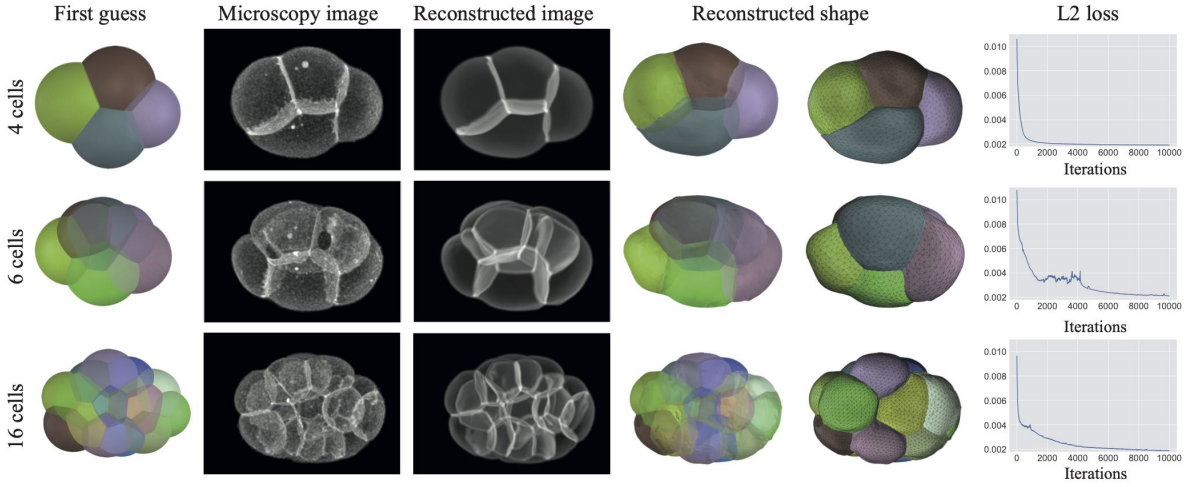 First guess
Microscopy image
Reconstructed image
Reconstructed shape
L2 loss
4 cells
0.010
0.008
0.006
0.004
0.002
0 2000 4000 6000 8000 10000
Iterations
6 cells
0.010
0.008
0.006
0.004
0.002
0 2000 4000 6000 8000 10000
Iterations
16 cells
0.010
0.008
0.006
0.004
0.002
0 2000 4000 6000 8000 10000
Iterations